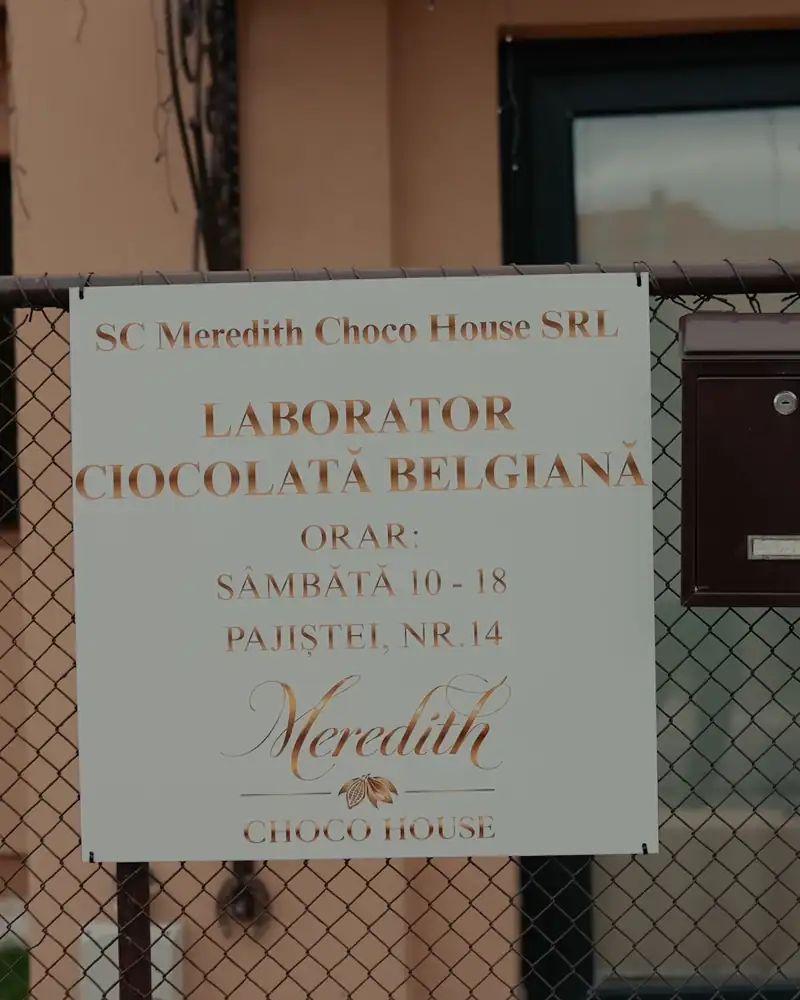 SC Meredith Choco House SRL
LABORATOR
CIOCOLATĂ BELGIANĂ
ORAR:
SÂMBĂTĂ 10 - 18
PAJIȘTEI, NR.14
Meredith
CHOCO HOUSE